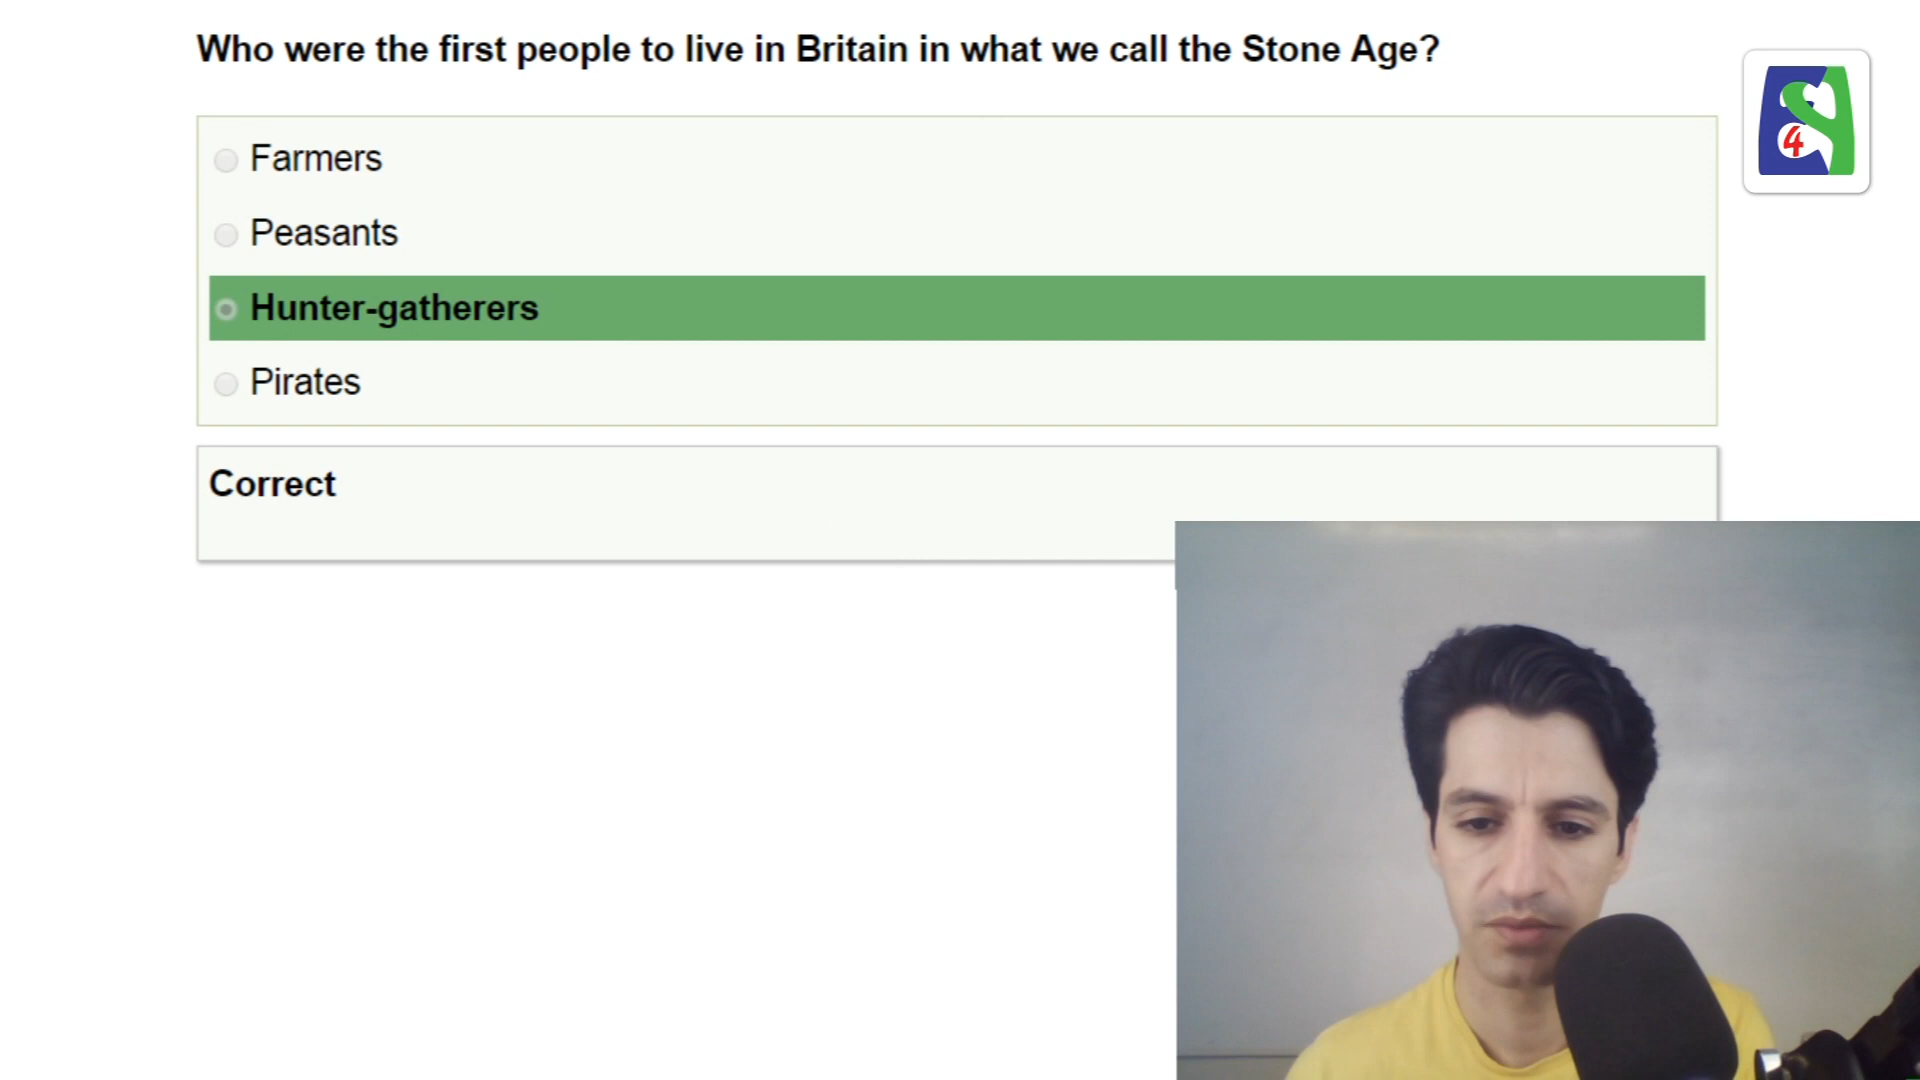 Who were the first people to live in Britain in what we call the Stone Age?
Farmers
Peasants
Hunter-gatherers
Pirates
Correct
4